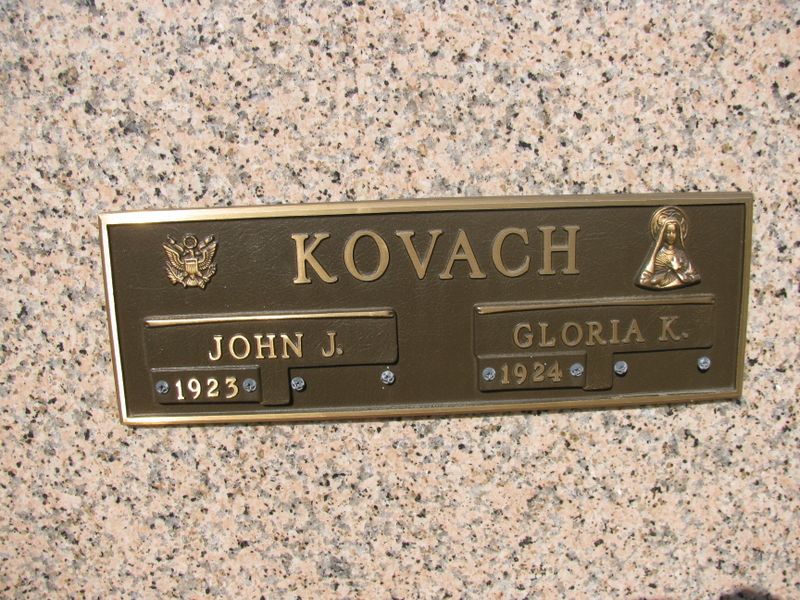 KOVACH
JOHN J.
1923
GLORIA K.
1924